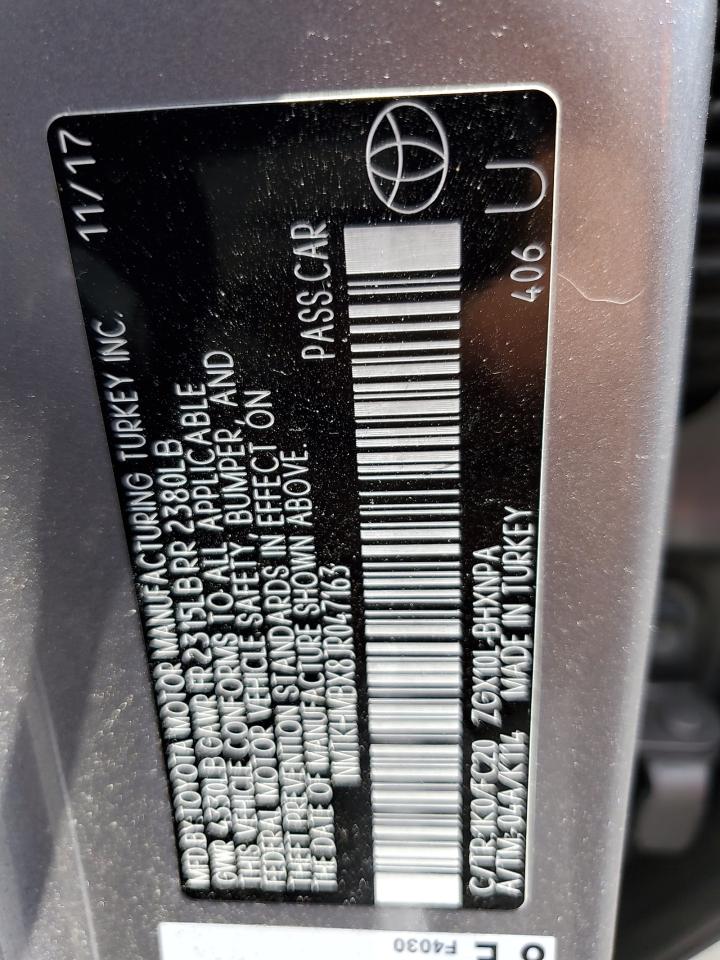 MFD BY TOYOTA MOTOR MANUFACTURING TURKEY INC. 11/17
GVWR 4330LB GAWR FR 2315LB RR 2380LB
THIS VEHICLE CONFORMS TO ALL APPLICABLE
FEDERAL MOTOR VEHICLE SAFETY, BUMPER, AND
THEFT PREVENTION STANDARDS IN EFFECT ON
THE DATE OF MANUFACTURE SHOWN ABOVE.
PASS.CAR
C/TR:1K0/FC20 ZGX10L-BHXNPA
A/TM:-04A/K114 MADE IN TURKEY 406 U
F4030